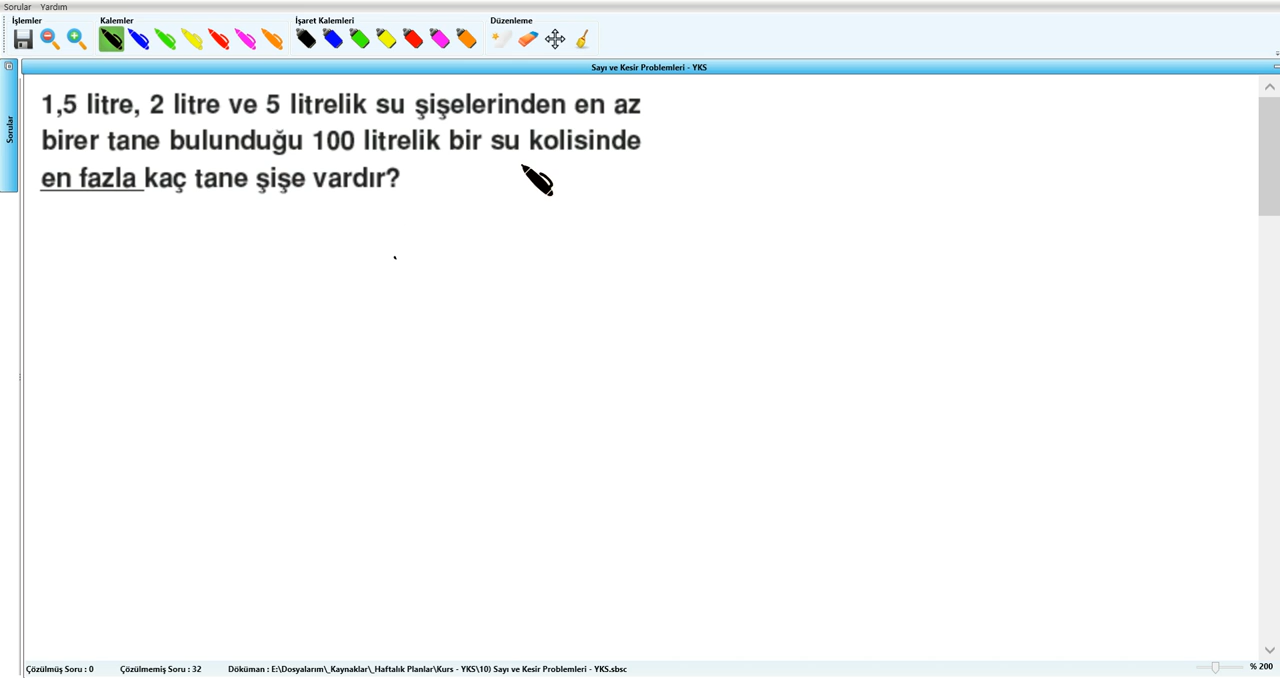 Sorular Yardım
İşlemler Kalemler İşaret Kalemleri Düzenleme
Sayı ve Kesir Problemleri - YKS
Sorular
1,5 litre, 2 litre ve 5 litrelik su şişelerinden en az
birer tane bulunduğu 100 litrelik bir su kolisinde
en fazla kaç tane şişe vardır?
Çözülmüş Soru : 0 Çözülmemiş Soru : 32 Döküman : E:\Dosyalarım\_Kaynaklar\_Haftalık Planlar\Kurs - YKS\10) Sayı ve Kesir Problemleri - YKS.sbsc % 200